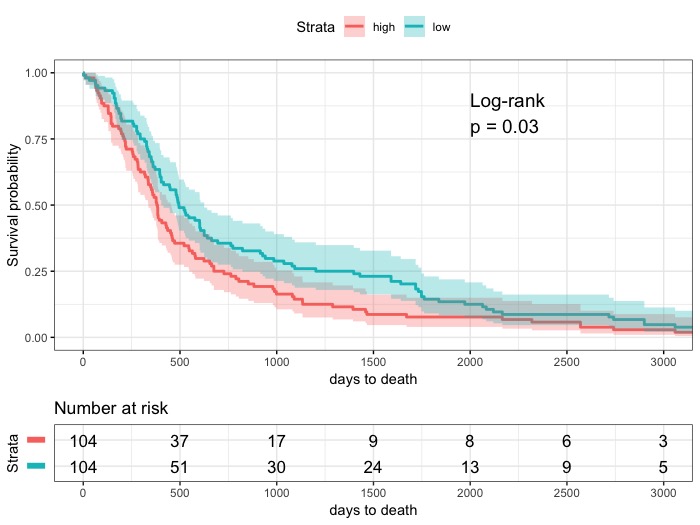 Strata high low
1.00
0.75
0.50
0.25
0.00
Survival probability
Log-rank
p = 0.03
0 500 1000 1500 2000 2500 3000
days to death
Number at risk
Strata
104 37 17 9 8 6 3
104 51 30 24 13 9 5
0 500 1000 1500 2000 2500 3000
days to death